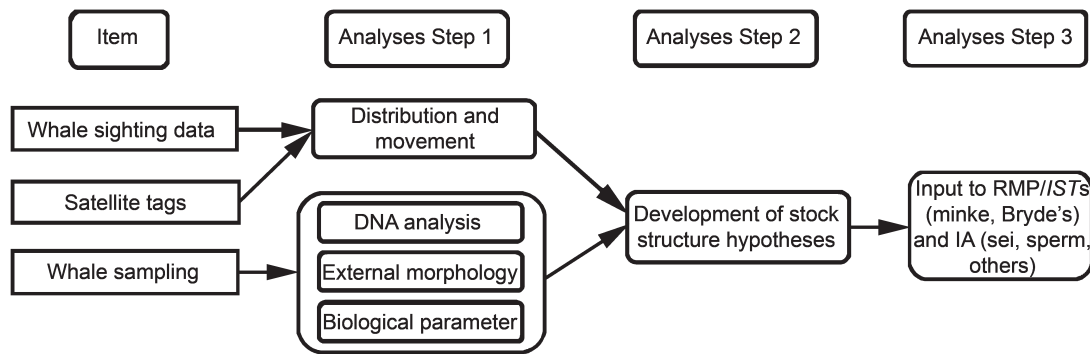 Item
Analyses Step 1
Analyses Step 2
Analyses Step 3
Whale sighting data
Satellite tags
Whale sampling
Distribution and
movement
DNA analysis
External morphology
Biological parameter
Development of stock
structure hypotheses
Input to RMP/ISTs
(minke, Bryde's)
and IA (sei, sperm,
others)